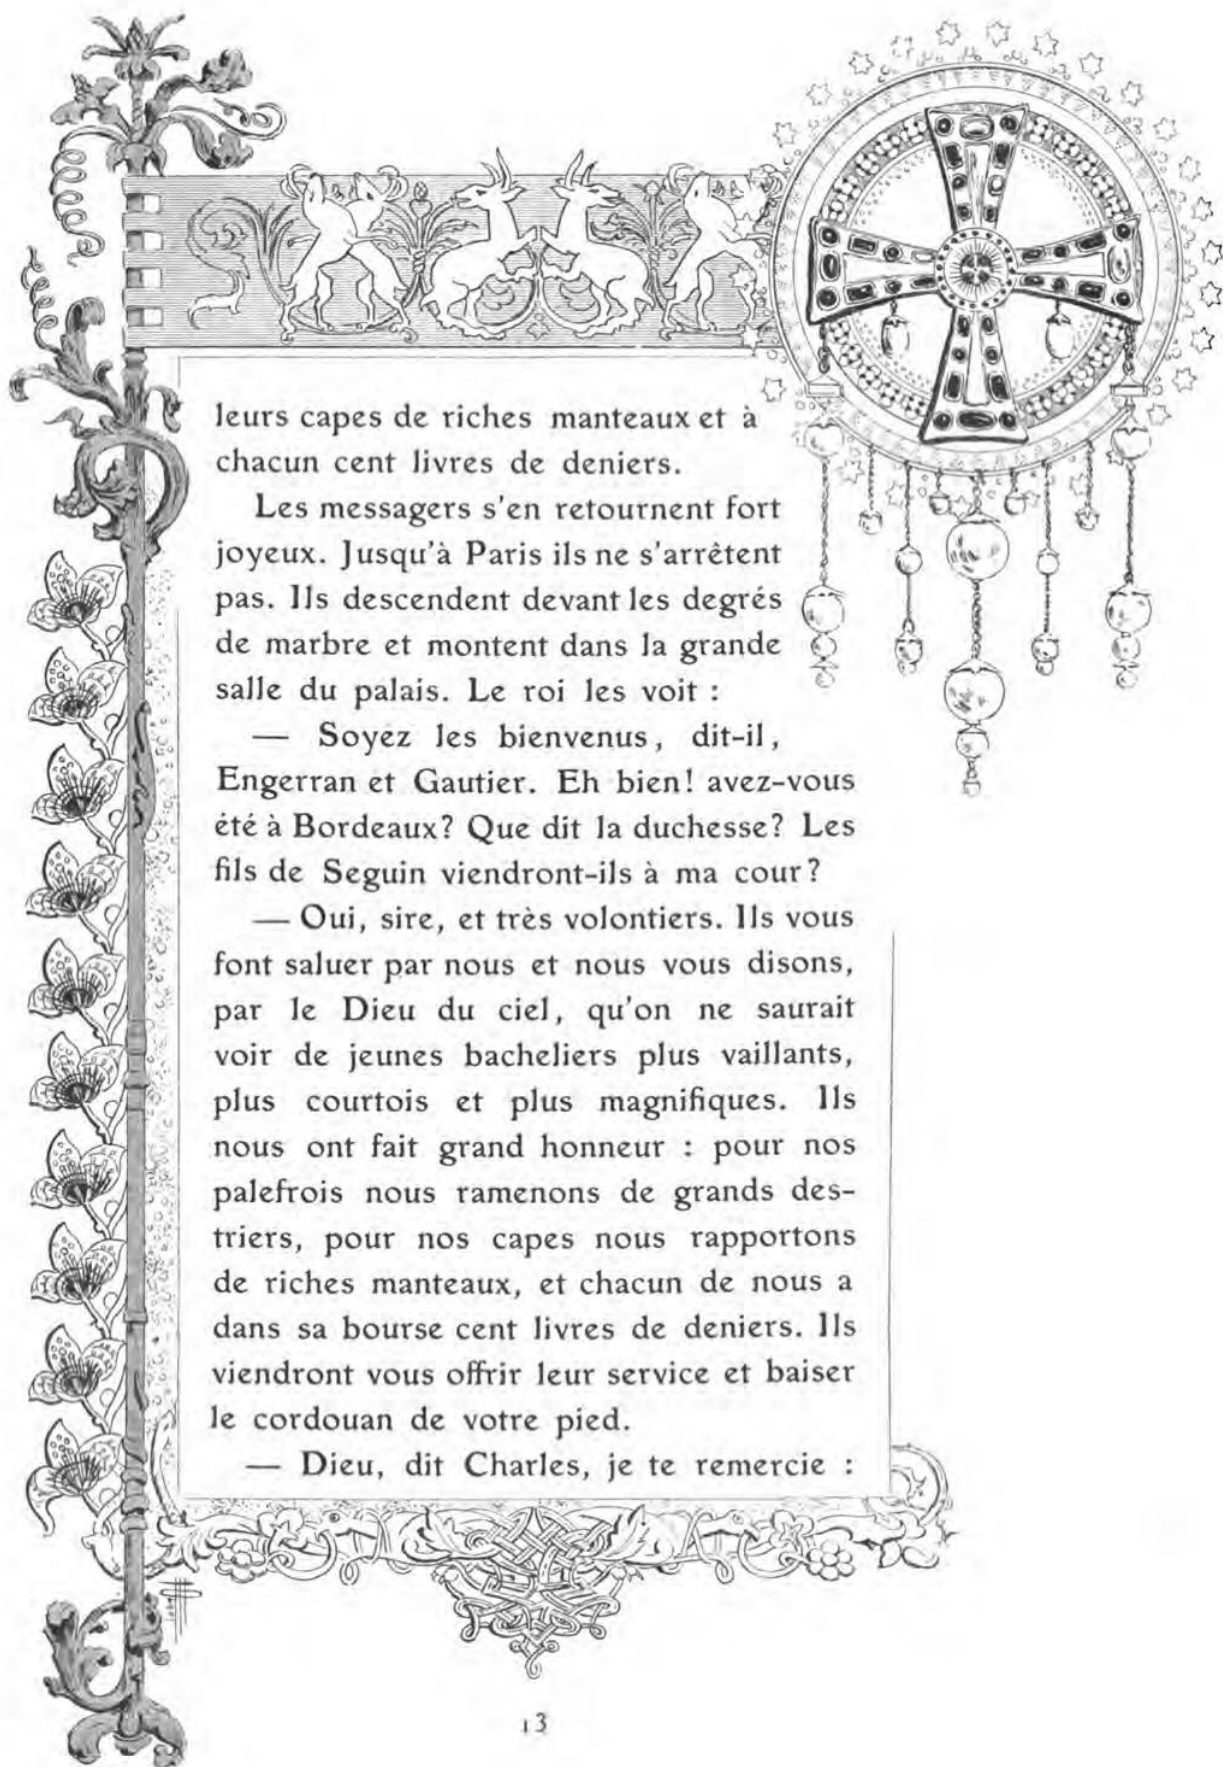 leurs capes de riches manteaux et à
chacun cent livres de deniers.
Les messagers s'en retournent fort
joyeux. Jusqu'à Paris ils ne s'arrêtent
pas. Ils descendent devant les degrés
de marbre et montent dans la grande
salle du palais. Le roi les voit :
— Soyez les bienvenus, dit-il,
Engerran et Gautier. Eh bien! avez-vous
été à Bordeaux? Que dit la duchesse? Les
fils de Seguin viendront-ils à ma cour?
— Oui, sire, et très volontiers. Ils vous
font saluer par nous et nous vous disons,
par le Dieu du ciel, qu'on ne saurait
voir de jeunes bacheliers plus vaillants,
plus courtois et plus magnifiques. Ils
nous ont fait grand honneur : pour nos
palefrois nous ramenons de grands des-
triers, pour nos capes nous rapportons
de riches manteaux, et chacun de nous a
dans sa bourse cent livres de deniers. Ils
viendront vous offrir leur service et baiser
le cordouan de votre pied.
— Dieu, dit Charles, je te remercie :
13